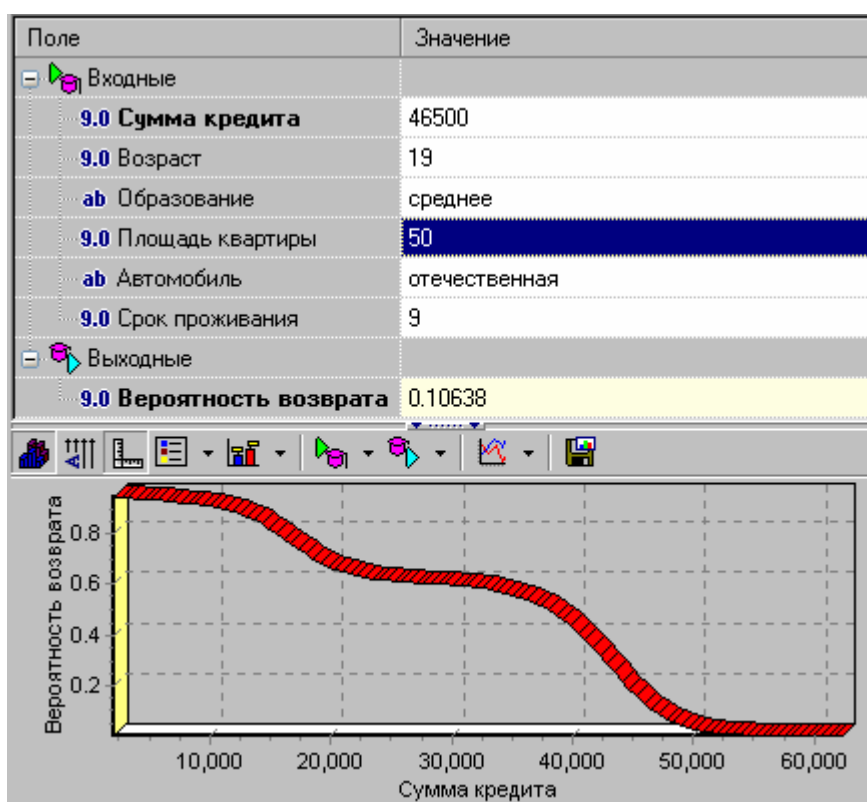 Поле Значение
Входные
9.0 Сумма кредита 46500
9.0 Возраст 19
ab Образование среднее
9.0 Площадь квартиры 50
ab Автомобиль отечественная
9.0 Срок проживания 9
Выходные
9.0 Вероятность возврата 0.10638
Вероятность возврата
0.8
0.6
0.4
0.2
10,000 20,000 30,000 40,000 50,000 60,000
Сумма кредита